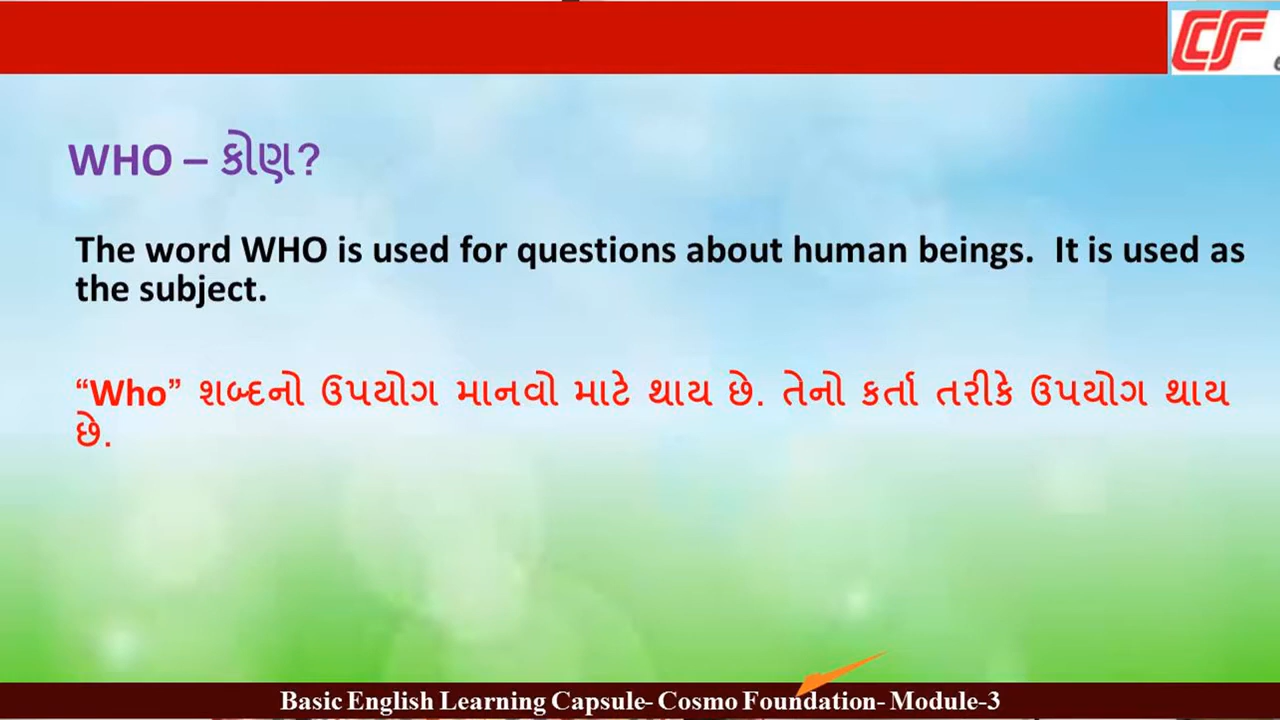 CF
WHO – કોણ?
The word WHO is used for questions about human beings. It is used as
the subject.
“Who” શબ્દનો ઉપયોગ માનવો માટે થાય છે. તેનો કર્તા તરીકે ઉપયોગ થાય
છે.
Basic English Learning Capsule- Cosmo Foundation- Module-3